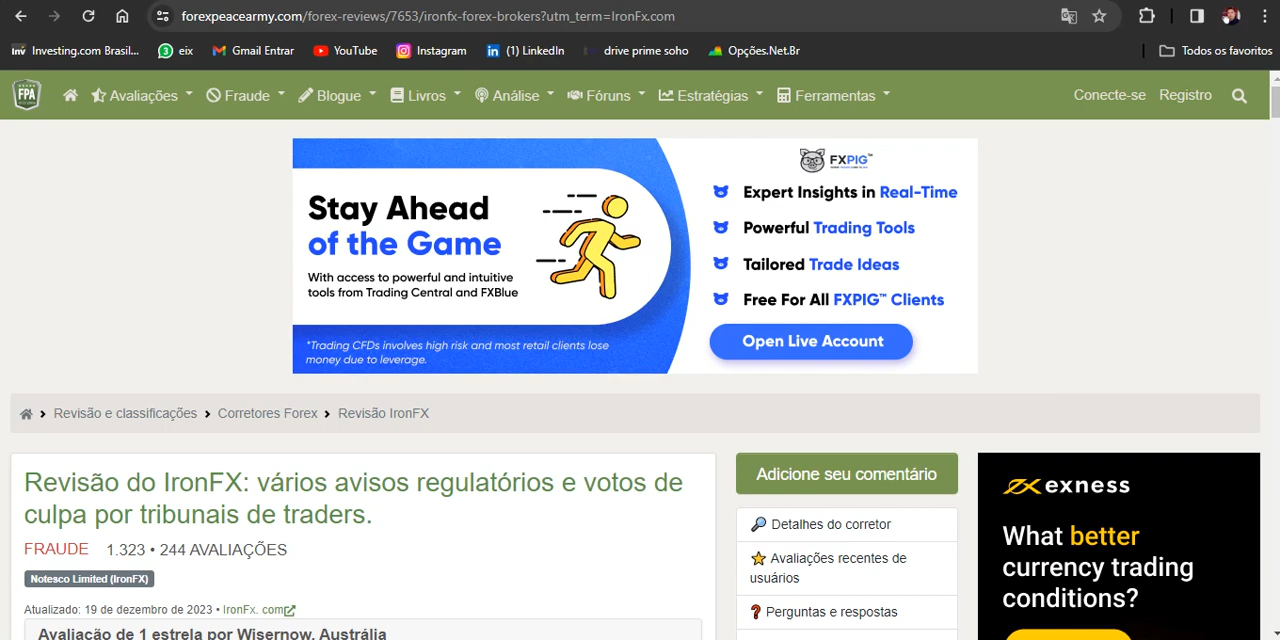 forexpeacearmy.com/forex-reviews/7653/ironfx-forex-brokers?utm_term=IronFx.com
inv Investing.com Brasil... 3 eix Gmail Entrar YouTube Instagram in (1) LinkedIn drive prime soho Opções.Net.Br Todos os favoritos
FPA Avaliações Fraude Blogue Livros Análise Fóruns Estratégias Ferramentas Conecte-se Registro
Stay Ahead
of the Game
With access to powerful and intuitive
tools from Trading Central and FXBlue
*Trading CFDs involves high risk and most retail clients lose
money due to leverage.
FXPIG™
Expert Insights in Real-Time
Powerful Trading Tools
Tailored Trade Ideas
Free For All FXPIG™ Clients
Open Live Account
Revisão e classificações Corretores Forex Revisão IronFX
Revisão do IronFX: vários avisos regulatórios e votos de
culpa por tribunais de traders.
FRAUDE 1.323 • 244 AVALIAÇÕES
Notesco Limited (IronFX)
Atualizado: 19 de dezembro de 2023 • IronFx. com
Avaliação de 1 estrela por Wisernow, Austrália
Adicione seu comentário
Detalhes do corretor
Avaliações recentes de
usuários
Perguntas e respostas
exness
What better
currency trading
conditions?